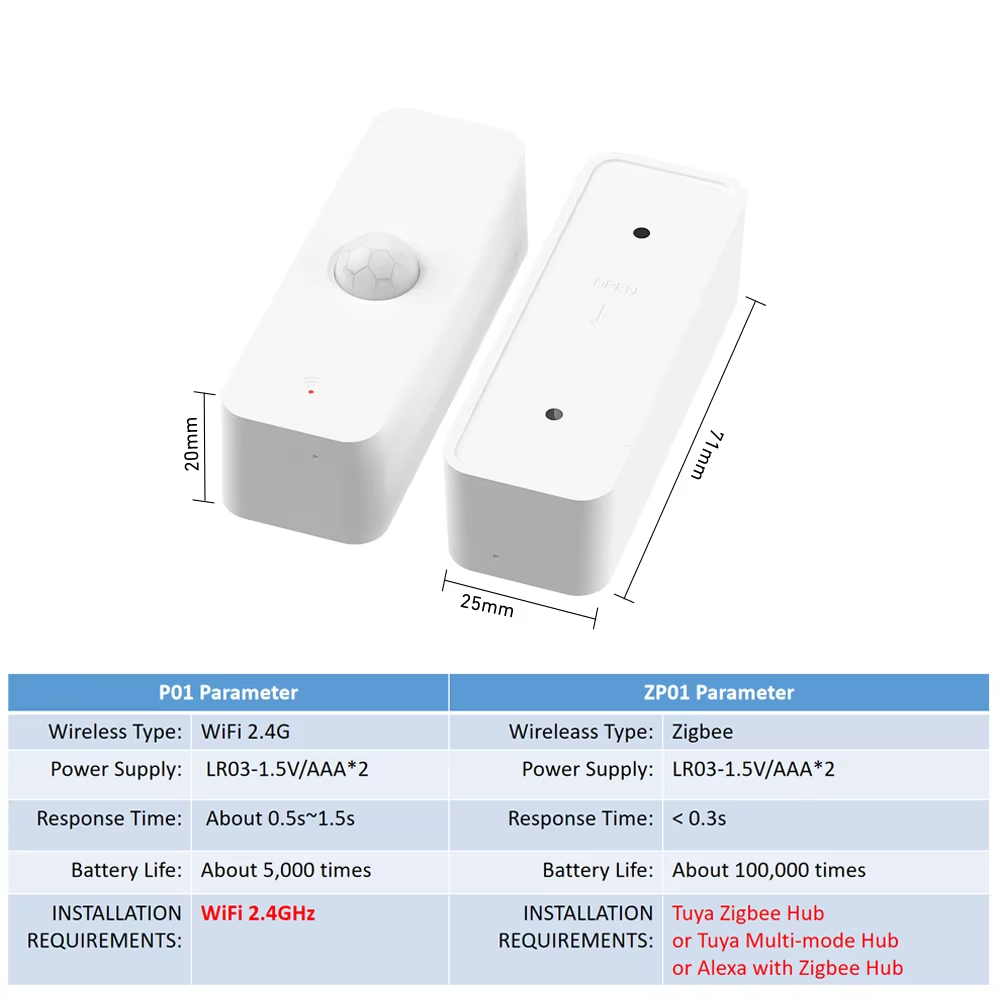 OPEN
20mm
71mm
25mm
P01 Parameter
ZP01 Parameter
Wireless Type: WiFi 2.4G
Wireleass Type: Zigbee
Power Supply: LR03-1.5V/AAA*2
Power Supply: LR03-1.5V/AAA*2
Response Time: About 0.5s~1.5s
Response Time: < 0.3s
Battery Life: About 5,000 times
Battery Life: About 100,000 times
INSTALLATION
REQUIREMENTS:
WiFi 2.4GHz
INSTALLATION
REQUIREMENTS:
Tuya Zigbee Hub
or Tuya Multi-mode Hub
or Alexa with Zigbee Hub